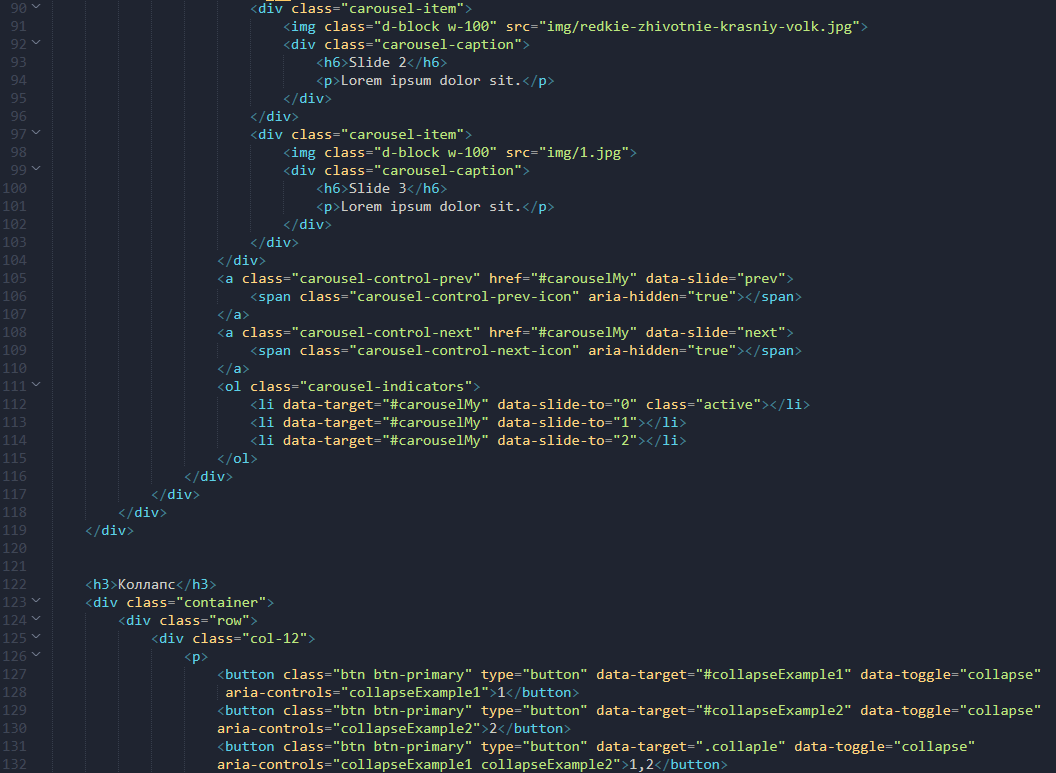 90 <div class="carousel-item">
91 <img class="d-block w-100" src="img/redkie-zhivotnie-krasniy-volk.jpg">
92 <div class="carousel-caption">
93 <h6>Slide 2</h6>
94 <p>Lorem ipsum dolor sit.</p>
95 </div>
96 </div>
97 <div class="carousel-item">
98 <img class="d-block w-100" src="img/1.jpg">
99 <div class="carousel-caption">
100 <h6>Slide 3</h6>
101 <p>Lorem ipsum dolor sit.</p>
102 </div>
103 </div>
104 </div>
105 <a class="carousel-control-prev" href="#carouselMy" data-slide="prev">
106 <span class="carousel-control-prev-icon" aria-hidden="true"></span>
107 </a>
108 <a class="carousel-control-next" href="#carouselMy" data-slide="next">
109 <span class="carousel-control-next-icon" aria-hidden="true"></span>
110 </a>
111 <ol class="carousel-indicators">
112 <li data-target="#carouselMy" data-slide-to="0" class="active"></li>
113 <li data-target="#carouselMy" data-slide-to="1"></li>
114 <li data-target="#carouselMy" data-slide-to="2"></li>
115 </ol>
116 </div>
117 </div>
118 </div>
119 </div>
120
121
122 <h3>Коллапс</h3>
123 <div class="container">
124 <div class="row">
125 <div class="col-12">
126 <p>
127 <button class="btn btn-primary" type="button" data-target="#collapseExample1" data-toggle="collapse"
128 aria-controls="collapseExample1">1</button>
129 <button class="btn btn-primary" type="button" data-target="#collapseExample2" data-toggle="collapse"
130 aria-controls="collapseExample2">2</button>
131 <button class="btn btn-primary" type="button" data-target=".collaple" data-toggle="collapse"
132 aria-controls="collapseExample1 collapseExample2">1,2</button>